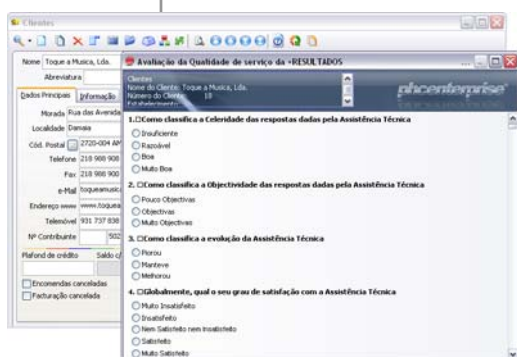 Clientes
Nome Toque a Musica, Lda.
Abreviatura
Dados Principais Informação
Morada Rua das Avenida
Localidade Damaia
Cód. Postal 2720-004 AM
Telefone 218 988 908
Fax 218 988 900
e-Mail toqueamusic
Endereço www www.toquea
Telemóvel 931 737 838
Nº Contribuinte 502
Plafond de crédito Saldo c/
Encomendas canceladas
Facturação cancelada
Avaliação da Qualidade de serviço da +RESULTADOS
Clientes
Nome do Cliente: Toque a Musica, Lda.
Número do Cliente: 18
Estabelecimento:
phcenterprise
1.Como classifica a Celeridade das respostas dadas pela Assistência Técnica
Insuficiente
Razoável
Boa
Muito Boa
2. Como classifica a Objectividade das respostas dadas pela Assistência Técnica
Pouco Objectivas
Objectivas
Muito Objectivas
3. Como classifica a evolução da Assistência Técnica
Piorou
Manteve
Melhorou
4. Globalmente, qual o seu grau de satisfação com a Assistência Técnica
Muito Insatisfeito
Insatisfeito
Nem Satisfeito nem Insatisfeito
Satisfeito
Muito Satisfeito